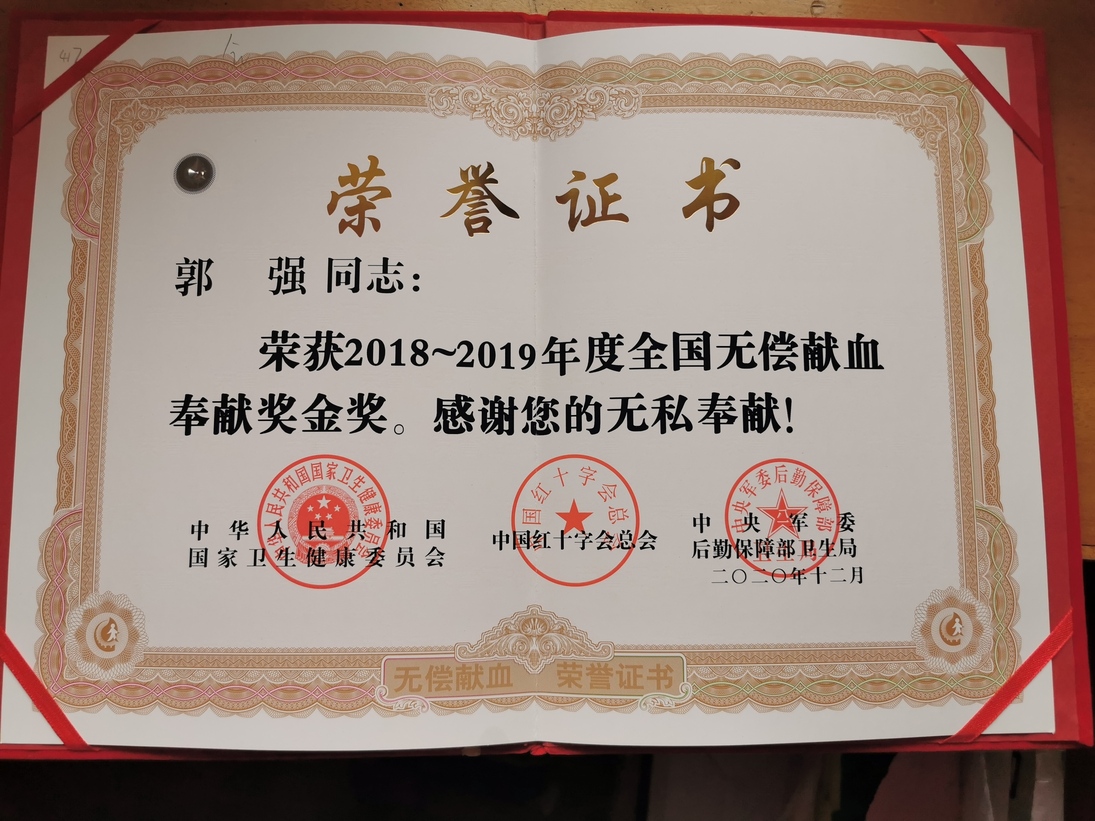 荣誉证书
郭 强 同志：
荣获2018~2019年度全国无偿献血
奉献奖金奖。感谢您的无私奉献！
中华人民共和国
国家卫生健康委员会
中国红十字会总会
中央军委
后勤保障部卫生局
二〇二〇年十二月
无偿献血 荣誉证书